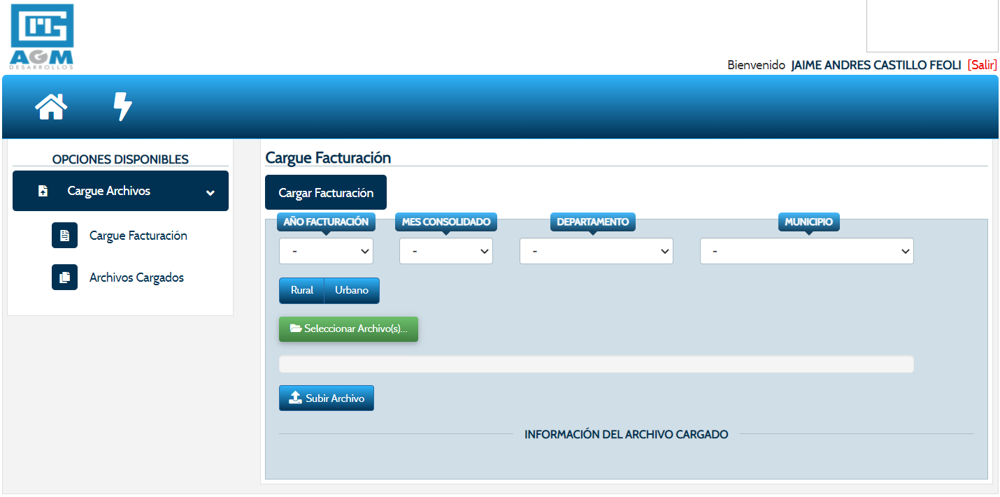 AGM
DESARROLLOS
Bienvenido JAIME ANDRES CASTILLO FEOLI [Salir]
OPCIONES DISPONIBLES
Cargue Archivos
Cargue Facturación
Archivos Cargados
Cargue Facturación
Cargar Facturación
AÑO FACTURACIÓN MES CONSOLIDADO DEPARTAMENTO MUNICIPIO
- - - -
Rural Urbano
Seleccionar Archivo(s)...
Subir Archivo
INFORMACIÓN DEL ARCHIVO CARGADO